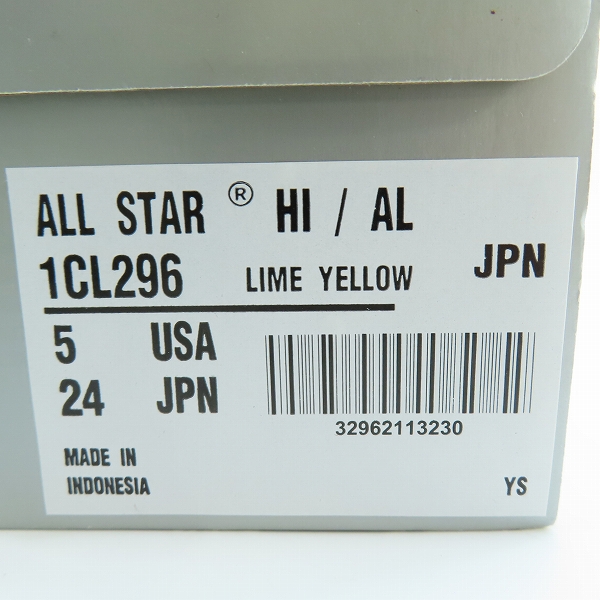 ALL STAR ® HI / AL
1CL296 LIME YELLOW JPN
5 USA
24 JPN
32962113230
MADE IN
INDONESIA
YS